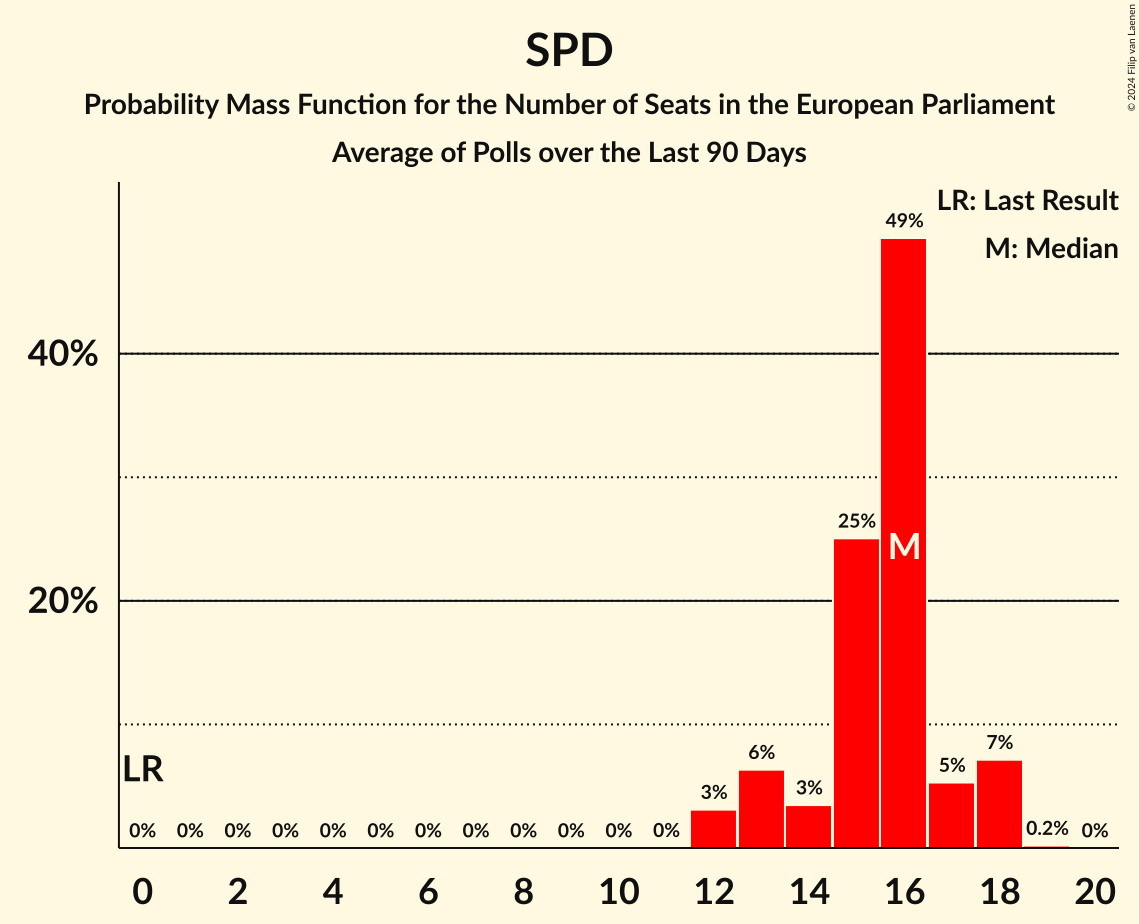 SPD
Probability Mass Function for the Number of Seats in the European Parliament
Average of Polls over the Last 90 Days
© 2024 Filip van Laenen
LR: Last Result
M: Median
49%
40%
25%
M
20%
LR
0% 0% 0% 0% 0% 0% 0% 0% 0% 0% 0% 0% 3% 6% 3% 5% 7% 0.2% 0%
0 2 4 6 8 10 12 14 16 18 20